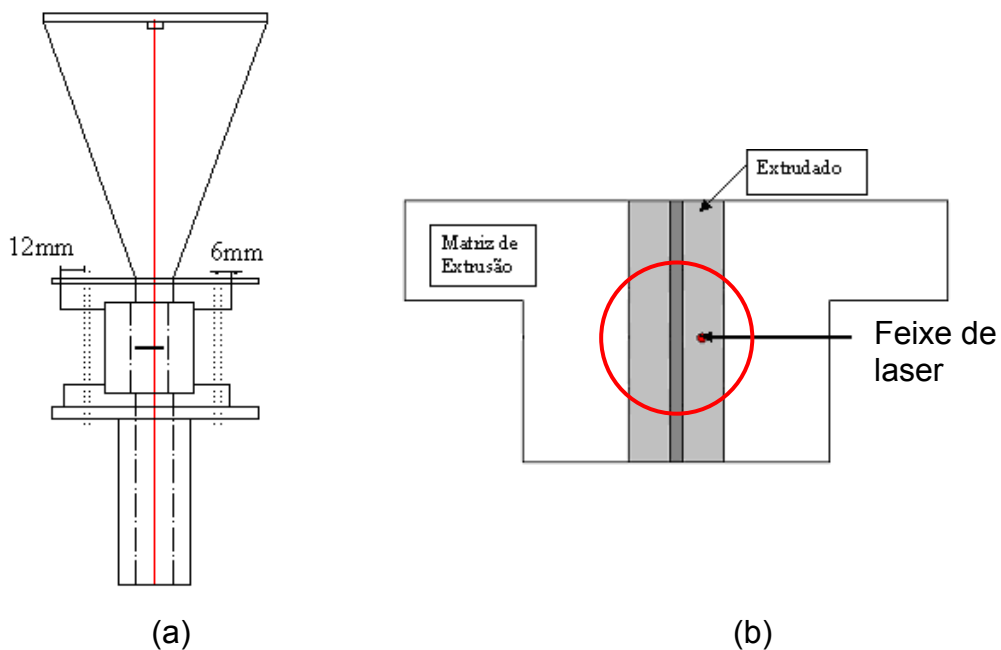 12mm
6mm
Extrudado
Matriz de
Extrusão
Feixe de
laser
(a)
(b)